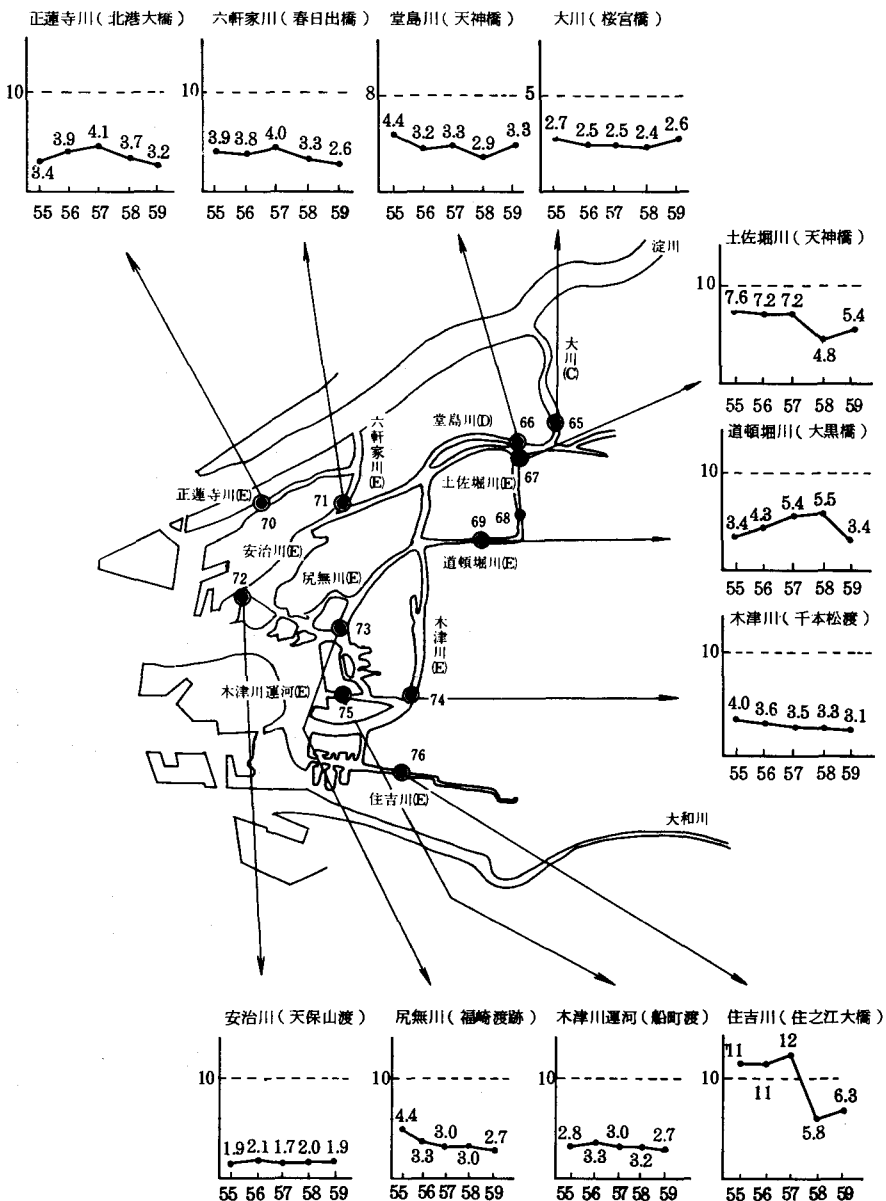 正蓮寺川(北港大橋)
10
3.4 3.9 4.1 3.7 3.2
55 56 57 58 59
六軒家川(春日出橋)
10
3.9 3.8 4.0 3.3 2.6
55 56 57 58 59
堂島川(天神橋)
8
4.4 3.2 3.3 2.9 3.3
55 56 57 58 59
大川(桜宮橋)
5
2.7 2.5 2.5 2.4 2.6
55 56 57 58 59
土佐堀川(天神橋)
10
7.6 7.2 7.2 4.8 5.4
55 56 57 58 59
道頓堀川(大黒橋)
10
3.4 4.3 5.4 5.5 3.4
55 56 57 58 59
木津川(千本松渡)
10
4.0 3.6 3.5 3.3 3.1
55 56 57 58 59
淀川
大川(C)
六軒家川(E)
堂島川(D)
66
65
67
土佐堀川(E)
正蓮寺川(E)
70
71
68
69
安治川(E)
道頓堀川(E)
尻無川(E)
72
73
木津川(E)
木津川運河(E)
75
74
76
住吉川(E)
大和川
安治川(天保山渡)
10
1.9 2.1 1.7 2.0 1.9
55 56 57 58 59
尻無川(福崎渡跡)
10
4.4 3.3 3.0 3.0 2.7
55 56 57 58 59
木津川運河(船町渡)
10
2.8 3.3 3.0 3.2 2.7
55 56 57 58 59
住吉川(住之江大橋)
10
11 11 12 5.8 6.3
55 56 57 58 59